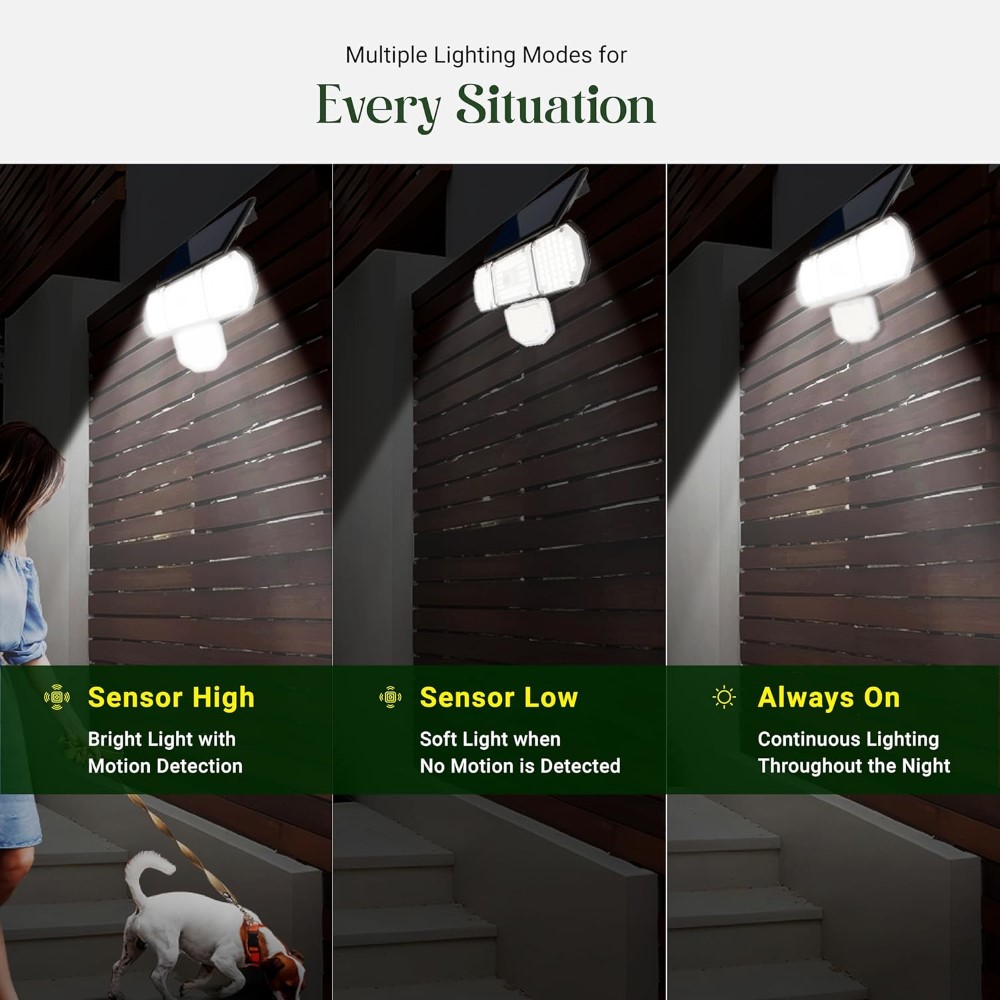 Multiple Lighting Modes for
Every Situation
Sensor High
Bright Light with
Motion Detection
Sensor Low
Soft Light when
No Motion is Detected
Always On
Continuous Lighting
Throughout the Night